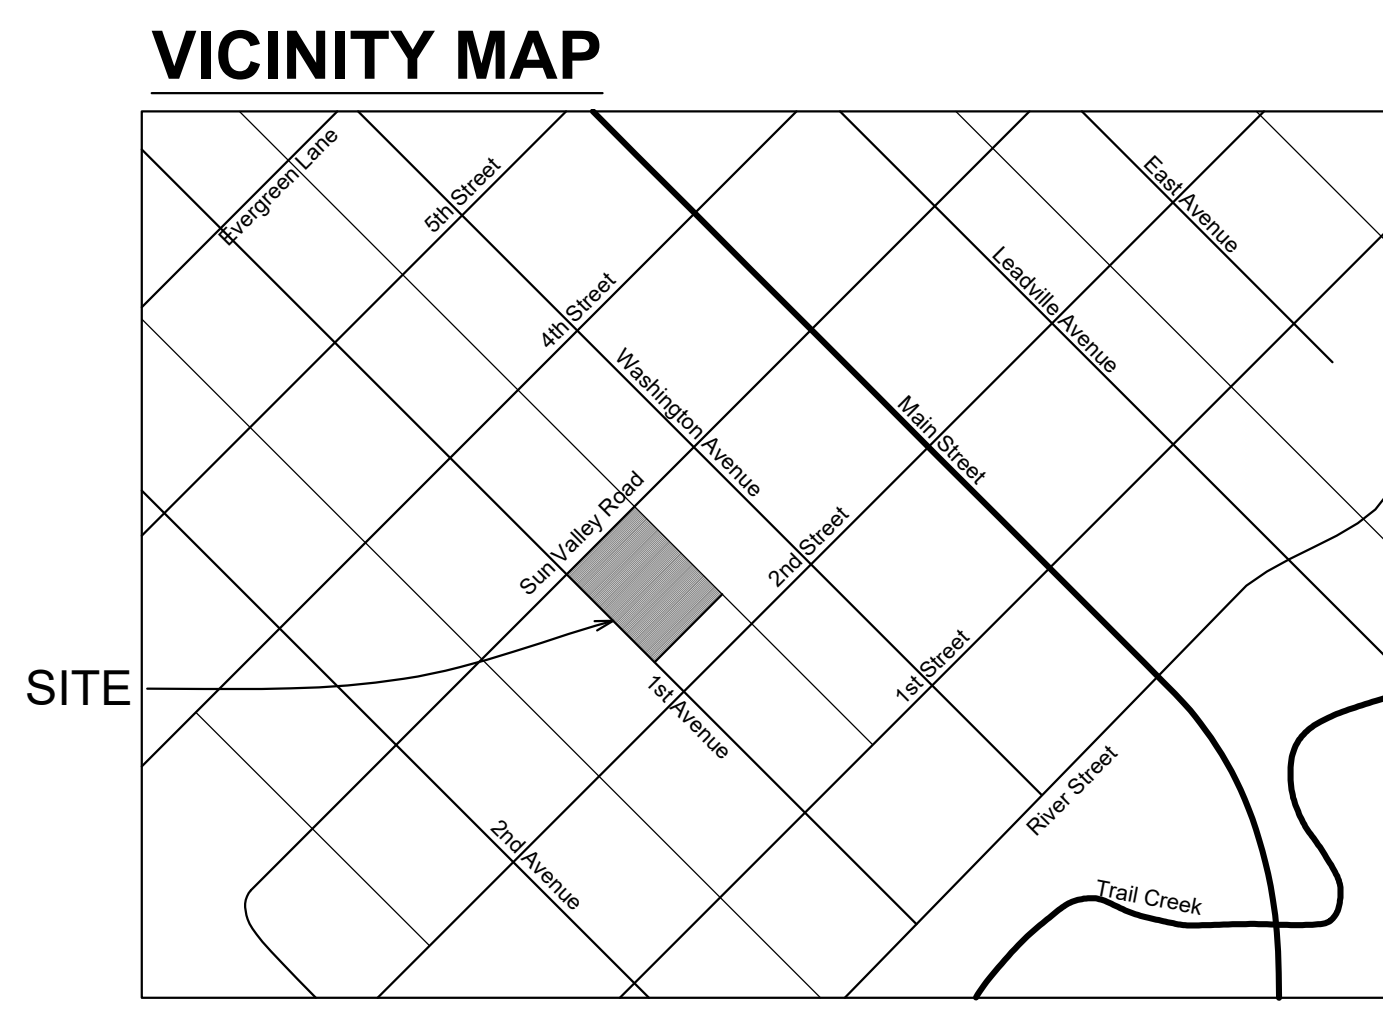 VICINITY MAP
Evergreen Lane
5th Street
East Avenue
Leadville Avenue
4th Street
Washington Avenue
Main Street
Sun Valley Road
2nd Street
SITE
1st Street
1st Avenue
River Street
2nd Avenue
Trail Creek